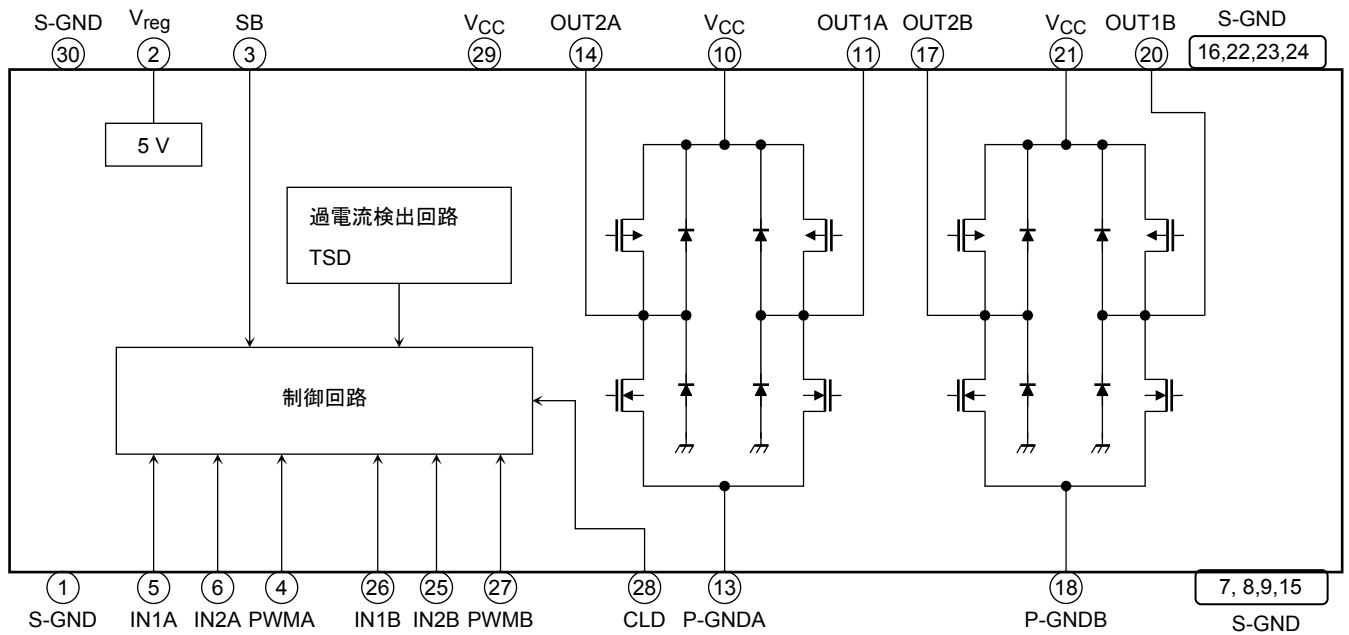 S-GND Vreg SB VCC OUT2A VCC OUT1A OUT2B VCC OUT1B S-GND
30 2 3 29 14 10 11 17 21 20 16,22,23,24
5 V
過電流検出回路
TSD
制御回路
1 5 6 4 26 25 27 28 13 18 7, 8,9,15
S-GND IN1A IN2A PWMA IN1B IN2B PWMB CLD P-GNDA P-GNDB S-GND